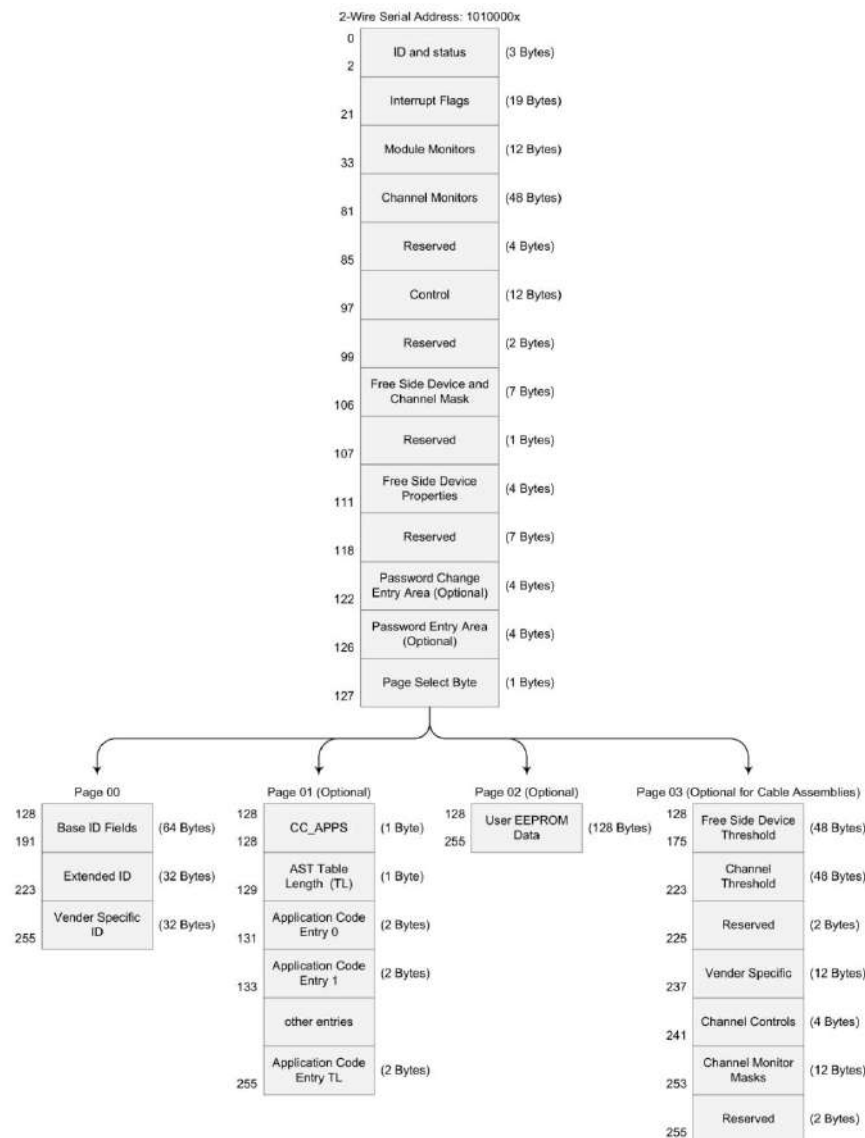 2-Wire Serial Address: 1010000x
0
ID and status (3 Bytes)
2
Interrupt Flags (19 Bytes)
21
Module Monitors (12 Bytes)
33
Channel Monitors (48 Bytes)
81
Reserved (4 Bytes)
85
Control (12 Bytes)
97
Reserved (2 Bytes)
99
Free Side Device and
Channel Mask (7 Bytes)
106
Reserved (1 Bytes)
107
Free Side Device
Properties (4 Bytes)
111
Reserved (7 Bytes)
118
Password Change
Entry Area (Optional) (4 Bytes)
122
Password Entry Area
(Optional) (4 Bytes)
126
Page Select Byte (1 Bytes)
127
Page 00
128
Base ID Fields (64 Bytes)
191
Extended ID (32 Bytes)
223
Vender Specific
ID (32 Bytes)
255
Page 01 (Optional)
128
CC_APPS (1 Byte)
128
AST Table
Length (TL) (1 Byte)
129
Application Code
Entry 0 (2 Bytes)
131
Application Code
Entry 1 (2 Bytes)
133
other entries
Application Code
Entry TL (2 Bytes)
255
Page 02 (Optional)
128
User EEPROM
Data (128 Bytes)
255
Page 03 (Optional for Cable Assemblies)
128
Free Side Device
Threshold (48 Bytes)
175
Channel
Threshold (48 Bytes)
223
Reserved (2 Bytes)
225
Vender Specific (12 Bytes)
237
Channel Controls (4 Bytes)
241
Channel Monitor
Masks (12 Bytes)
253
Reserved (2 Bytes)
255